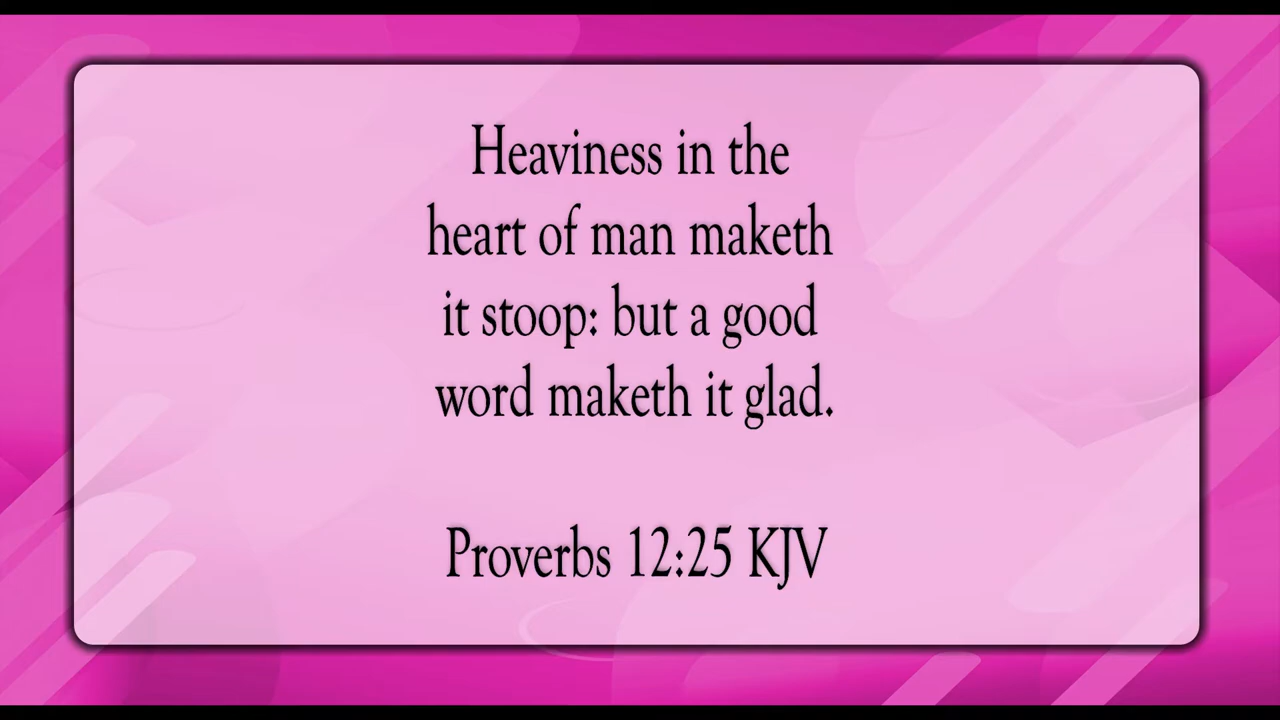 Heaviness in the
heart of man maketh
it stoop: but a good
word maketh it glad.
Proverbs 12:25 KJV